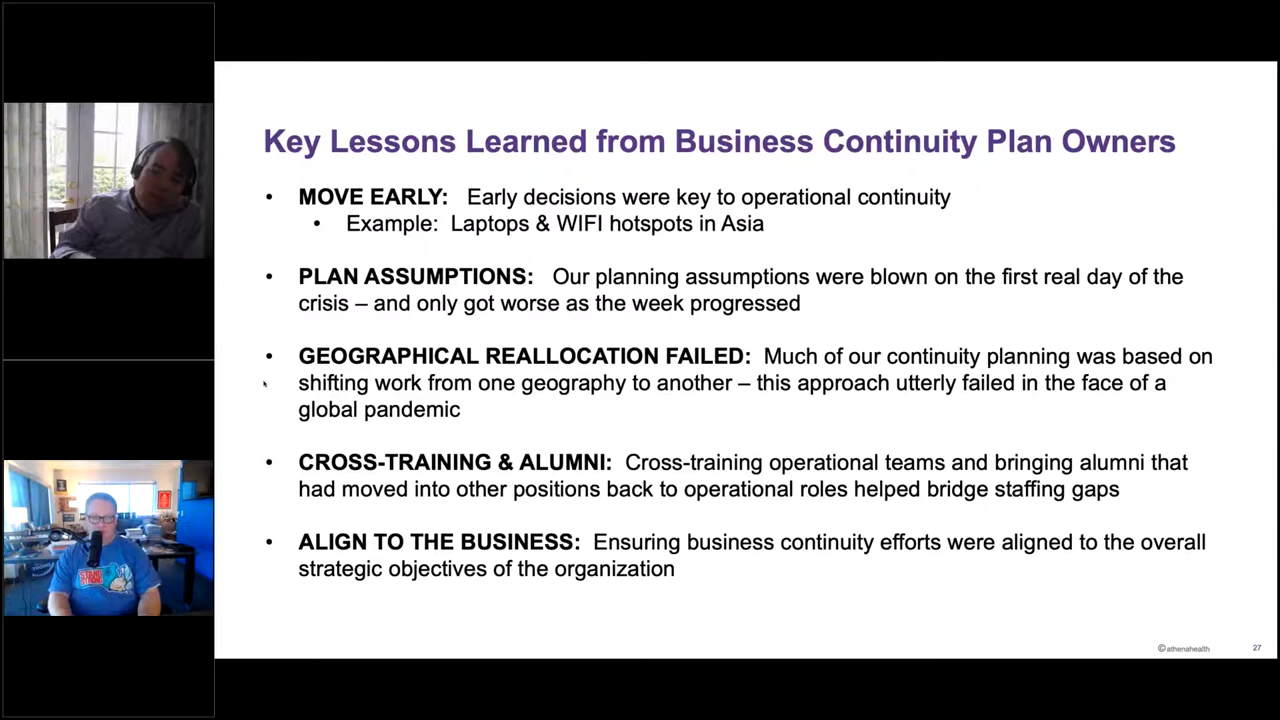 Key Lessons Learned from Business Continuity Plan Owners
• MOVE EARLY: Early decisions were key to operational continuity
• Example: Laptops & WIFI hotspots in Asia
• PLAN ASSUMPTIONS: Our planning assumptions were blown on the first real day of the
crisis – and only got worse as the week progressed
• GEOGRAPHICAL REALLOCATION FAILED: Much of our continuity planning was based on
shifting work from one geography to another – this approach utterly failed in the face of a
global pandemic
• CROSS-TRAINING & ALUMNI: Cross-training operational teams and bringing alumni that
had moved into other positions back to operational roles helped bridge staffing gaps
• ALIGN TO THE BUSINESS: Ensuring business continuity efforts were aligned to the overall
strategic objectives of the organization
©athenahealth 27